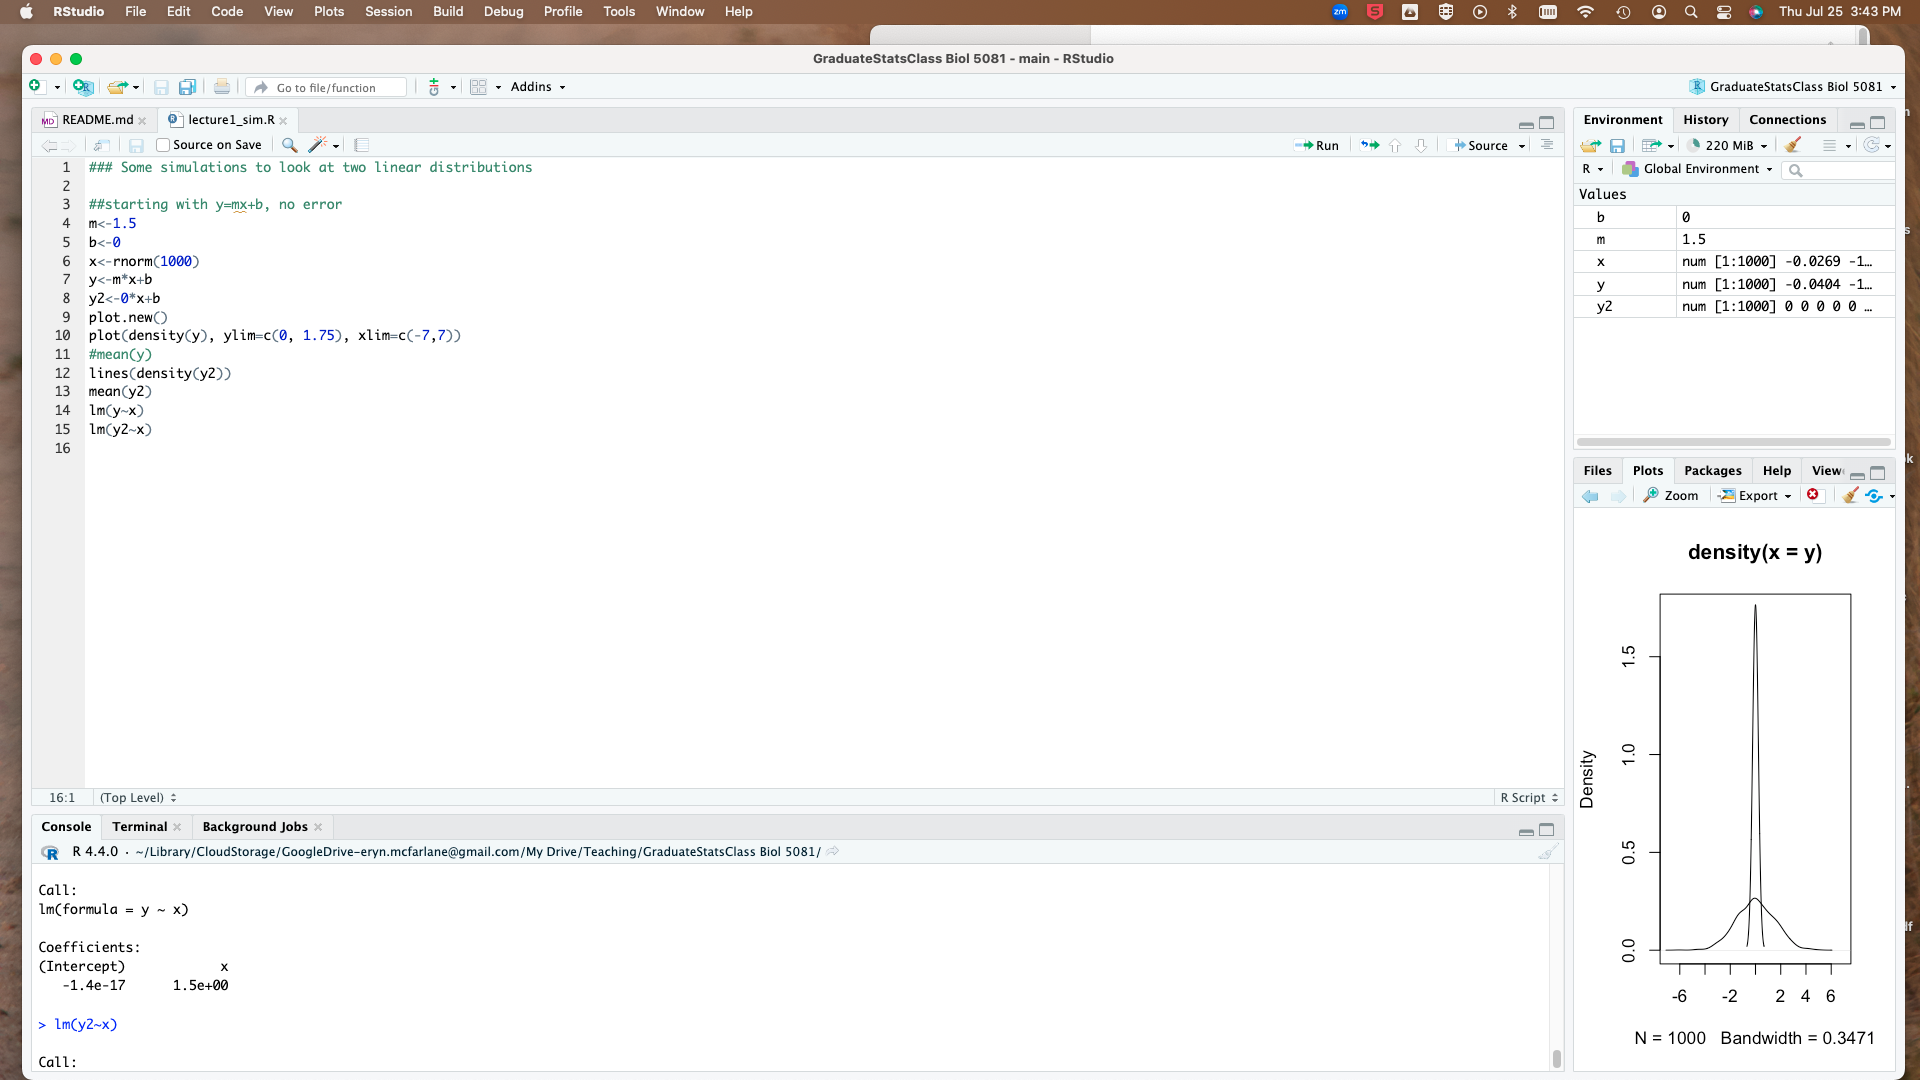 RStudio File Edit Code View Plots Session Build Debug Profile Tools Window Help zm S Thu Jul 25 3:43 PM
GraduateStatsClass Biol 5081 - main - RStudio
Go to file/function Addins GraduateStatsClass Biol 5081
README.md lecture1_sim.R
Source on Save Run Source
1 ### Some simulations to look at two linear distributions
2
3 ##starting with y=mx+b, no error
4 m<-1.5
5 b<-0
6 x<-rnorm(1000)
7 y<-m*x+b
8 y2<-0*x+b
9 plot.new()
10 plot(density(y), ylim=c(0, 1.75), xlim=c(-7,7))
11 #mean(y)
12 lines(density(y2))
13 mean(y2)
14 lm(y~x)
15 lm(y2~x)
16
16:1 (Top Level) R Script
Console Terminal Background Jobs
R 4.4.0 · ~/Library/CloudStorage/GoogleDrive-eryn.mcfarlane@gmail.com/My Drive/Teaching/GraduateStatsClass Biol 5081/
Call:
lm(formula = y ~ x)
Coefficients:
(Intercept) x
-1.4e-17 1.5e+00
> lm(y2~x)
Call:
Environment History Connections
220 MiB
R Global Environment
Values
b 0
m 1.5
x num [1:1000] -0.0269 -1…
y num [1:1000] -0.0404 -1…
y2 num [1:1000] 0 0 0 0 0 …
Files Plots Packages Help View
Zoom Export
density(x = y)
Density
1.5
1.0
0.5
0.0
-6 -2 2 4 6
N = 1000 Bandwidth = 0.3471